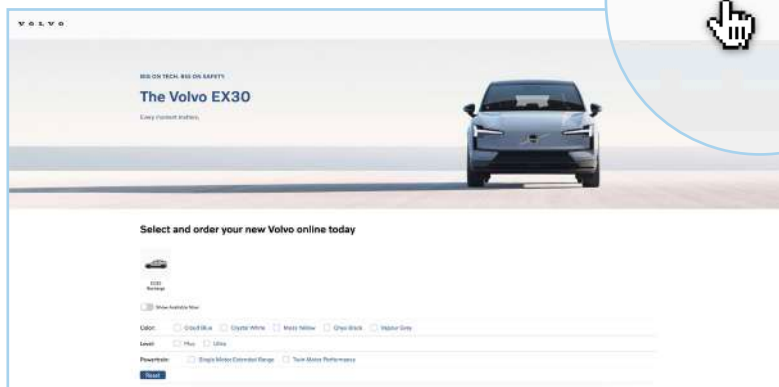 VOLVO
BIG ON TECH. BIG ON SAFETY.
The Volvo EX30
Every moment matters.
Select and order your new Volvo online today
EX30
Recharge
Show Available Now
Color: Cloud Blue Crystal White Moss Yellow Onyx Black Vapour Grey
Level: Plus Ultra
Powertrain: Single Motor Extended Range Twin Motor Performance
Reset